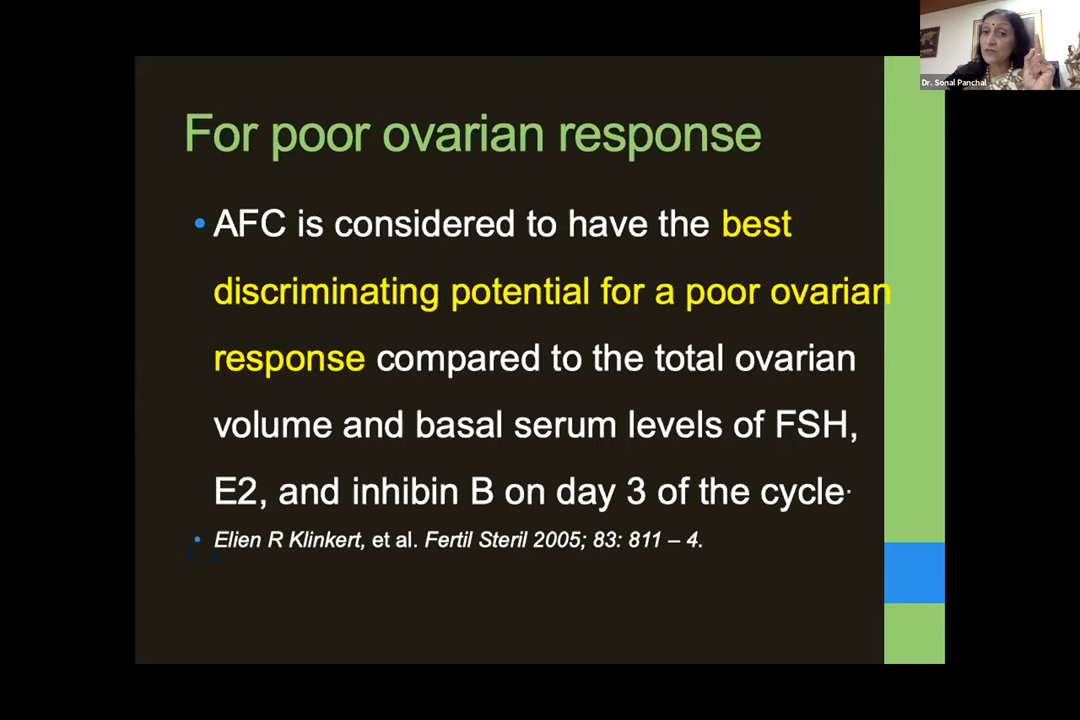 Dr. Sonal Panchal
For poor ovarian response
• AFC is considered to have the best
discriminating potential for a poor ovarian
response compared to the total ovarian
volume and basal serum levels of FSH,
E2, and inhibin B on day 3 of the cycle.
• Elien R Klinkert, et al. Fertil Steril 2005; 83: 811 – 4.